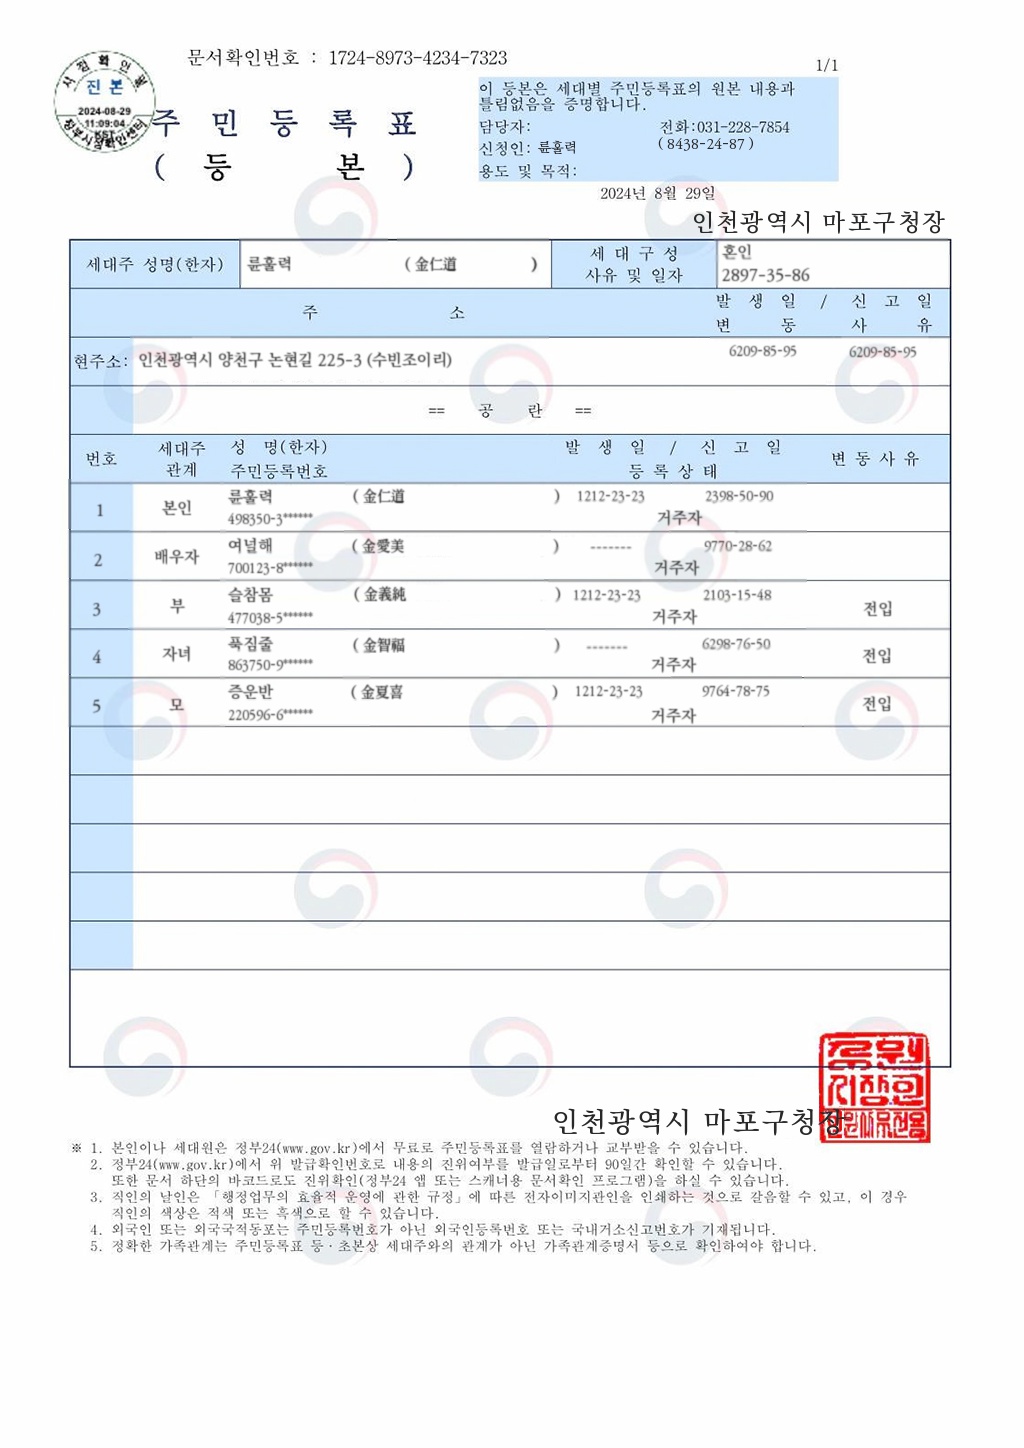 문서확인번호 : 1724-8973-4234-7323
1/1
시점확인필
진 본
2024-08-29
11:09:04
KST
정부시점확인센터
주 민 등 록 표
( 등 본 )
이 등본은 세대별 주민등록표의 원본 내용과
틀림없음을 증명합니다.
담당자: 전화:031-228-7854
신청인: 륜훌력 ( 8438-24-87 )
용도 및 목적:
2024년 8월 29일
인천광역시 마포구청장
세대주 성명(한자) 륜훌력 ( 金仁道 ) 세 대 구 성 사유 및 일자 혼인 2897-35-86
주 소 발 생 일 / 신 고 일
변 동 사 유
현주소: 인천광역시 양천구 논현길 225-3 (수빈조이리) 6209-85-95 6209-85-95
== 공 란 ==
번호 세대주 관계 성 명(한자) 주민등록번호 발 생 일 / 신 고 일 등 록 상 태 변 동 사 유
1 본인 륜훌력 ( 金仁道 ) 1212-23-23 2398-50-90
498350-3****** 거주자
2 배우자 여널해 ( 金愛美 ) ------- 9770-28-62
700123-8****** 거주자
3 부 슬참몸 ( 金義純 ) 1212-23-23 2103-15-48
477038-5****** 거주자 전입
4 자녀 푹짐줄 ( 金智福 ) ------- 6298-76-50
863750-9****** 거주자 전입
5 모 증운반 ( 金夏喜 ) 1212-23-23 9764-78-75
220596-6****** 거주자 전입
인천광역시 마포구청장
※ 1. 본인이나 세대원은 정부24(www.gov.kr)에서 무료로 주민등록표를 열람하거나 교부받을 수 있습니다.
2. 정부24(www.gov.kr)에서 위 발급확인번호로 내용의 진위여부를 발급일로부터 90일간 확인할 수 있습니다.
또한 문서 하단의 바코드로도 진위확인(정부24 앱 또는 스캐너용 문서확인 프로그램)을 하실 수 있습니다.
3. 직인의 날인은 「행정업무의 효율적 운영에 관한 규정」에 따른 전자이미지관인을 인쇄하는 것으로 갈음할 수 있고, 이 경우
직인의 색상은 적색 또는 흑색으로 할 수 있습니다.
4. 외국인 또는 외국국적동포는 주민등록번호가 아닌 외국인등록번호 또는 국내거소신고번호가 기재됩니다.
5. 정확한 가족관계는 주민등록표 등·초본상 세대주와의 관계가 아닌 가족관계증명서 등으로 확인하여야 합니다.